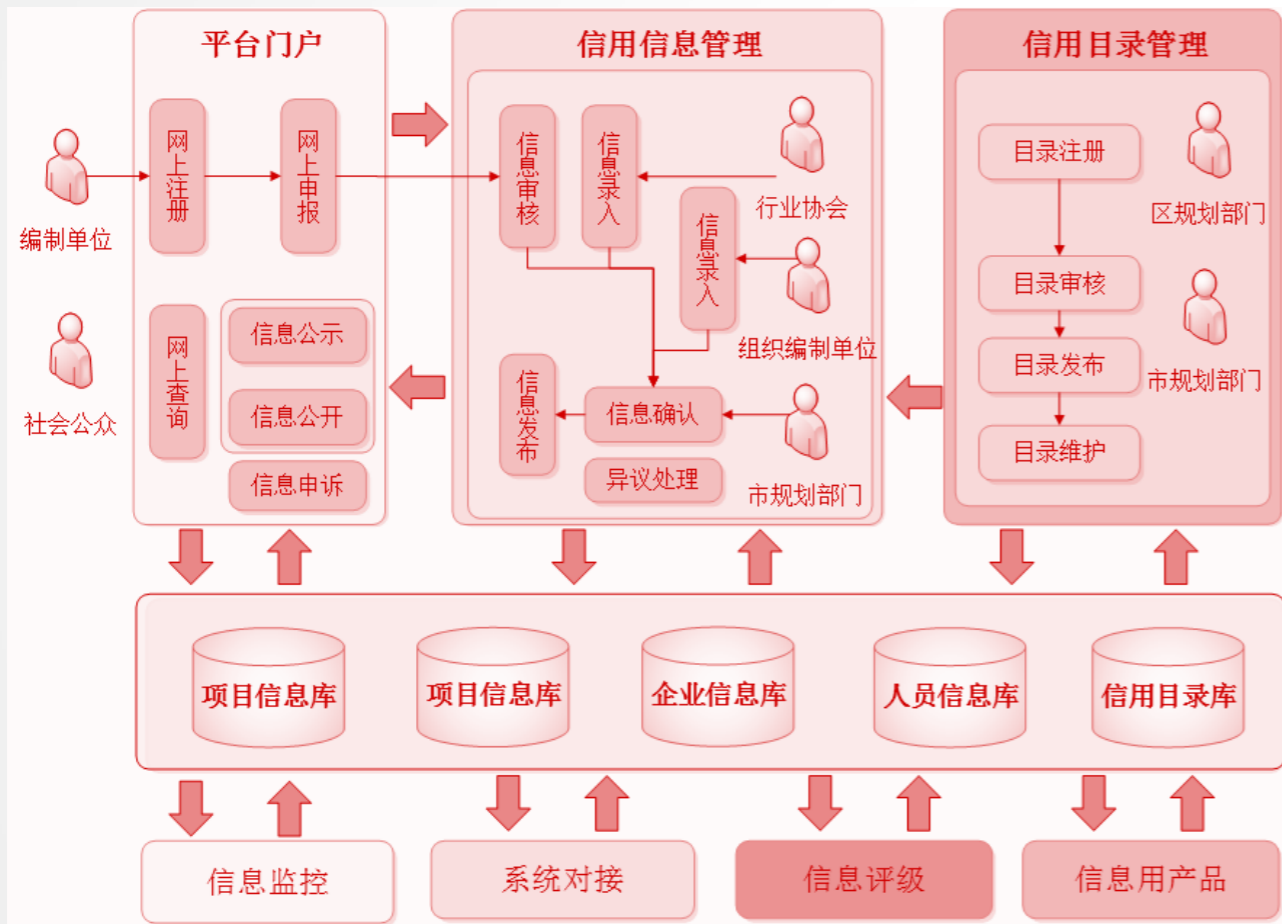 平台门户
信用信息管理
信用目录管理
编制单位
网上注册
网上申报
信息审核
信息录入
行业协会
信息录入
组织编制单位
目录注册
区规划部门
目录审核
市规划部门
目录发布
目录维护
社会公众
网上查询
信息公示
信息公开
信息申诉
信息发布
信息确认
异议处理
市规划部门
项目信息库
项目信息库
企业信息库
人员信息库
信用目录库
信息监控
系统对接
信息评级
信息用产品